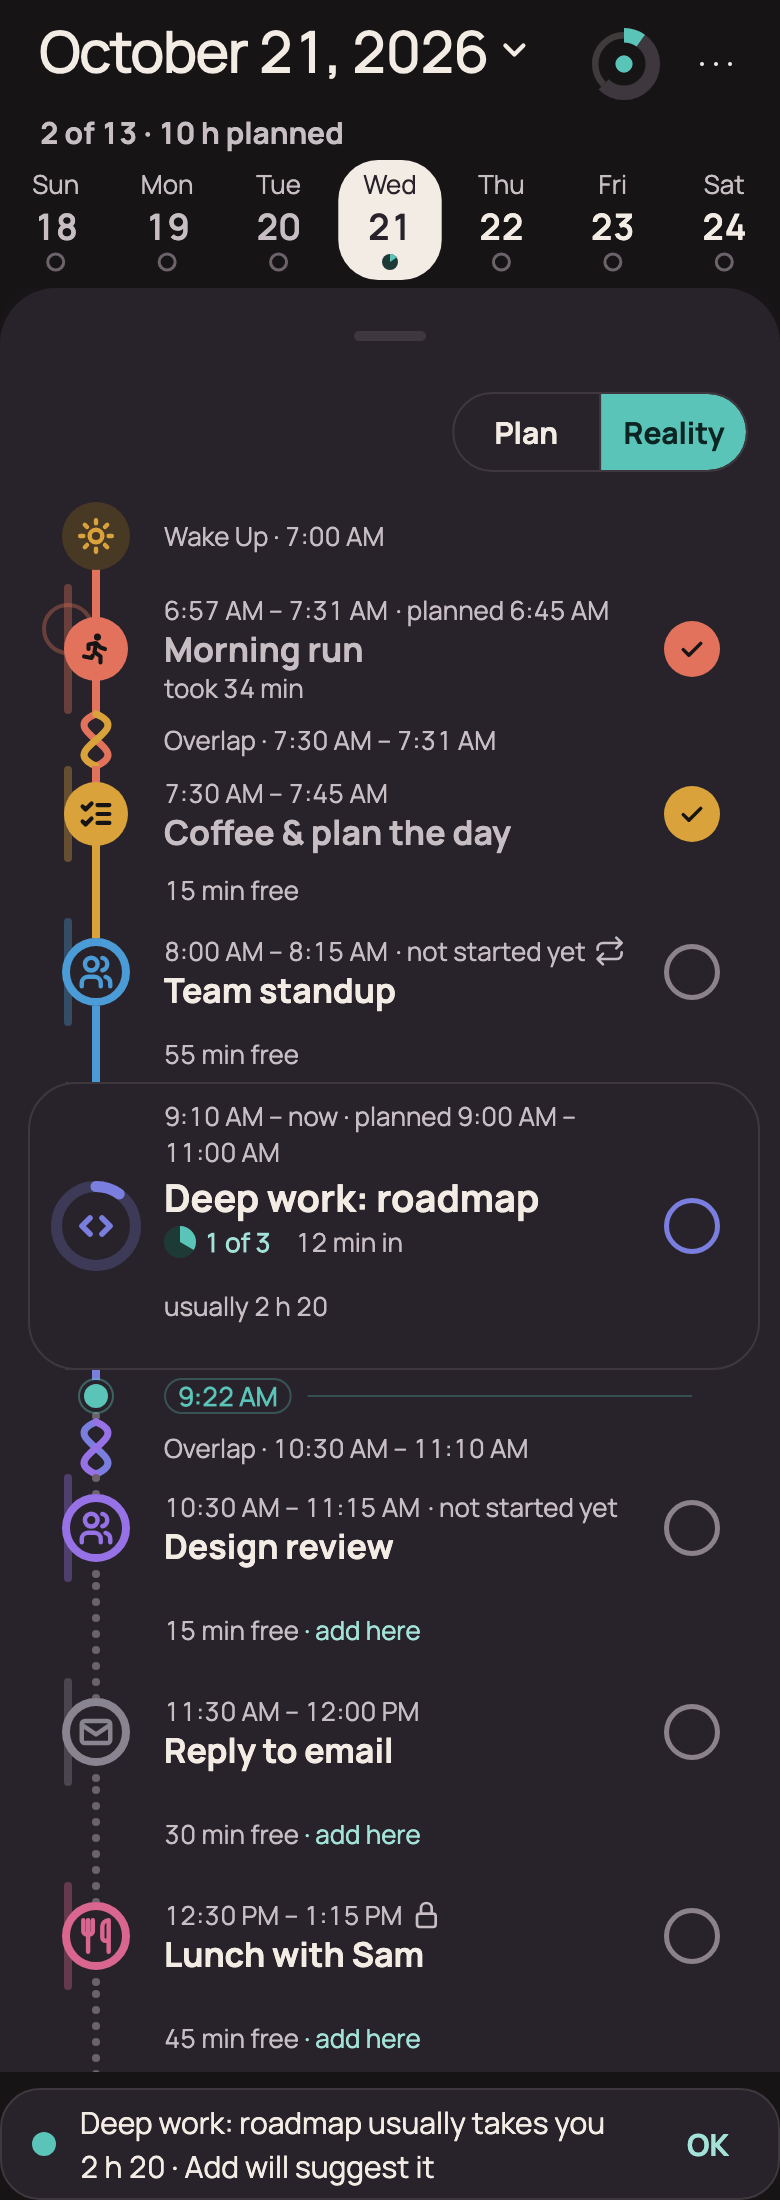 October 21, 2026
2 of 13 · 10 h planned
Sun Mon Tue Wed Thu Fri Sat
18 19 20 21 22 23 24
Plan Reality
Wake Up · 7:00 AM
6:57 AM – 7:31 AM · planned 6:45 AM
Morning run
took 34 min
Overlap · 7:30 AM – 7:31 AM
7:30 AM – 7:45 AM
Coffee & plan the day
15 min free
8:00 AM – 8:15 AM · not started yet
Team standup
55 min free
9:10 AM – now · planned 9:00 AM –
11:00 AM
Deep work: roadmap
1 of 3 12 min in
usually 2 h 20
9:22 AM
Overlap · 10:30 AM – 11:10 AM
10:30 AM – 11:15 AM · not started yet
Design review
15 min free · add here
11:30 AM – 12:00 PM
Reply to email
30 min free · add here
12:30 PM – 1:15 PM
Lunch with Sam
45 min free · add here
Deep work: roadmap usually takes you
2 h 20 · Add will suggest it
OK